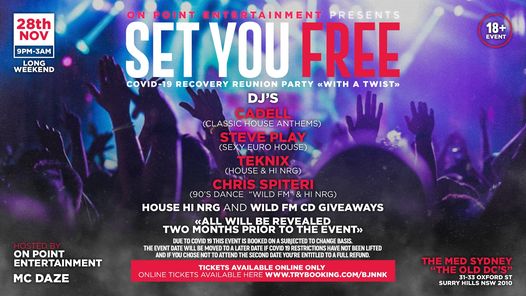 ON POINT ENTERTAINMENT PRESENTS
28th
NOV
9PM-3AM
LONG
WEEKEND
18+
EVENT
SET YOU FREE
COVID-19 RECOVERY REUNION PARTY «WITH A TWIST»
DJ'S
CADELL
(CLASSIC HOUSE ANTHEMS)
STEVE PLAY
(SEXY EURO HOUSE)
TEKNIX
(HOUSE & HI NRG)
CHRIS SPITERI
(90'S DANCE "WILD FM" & HI NRG)
HOUSE HI NRG AND WILD FM CD GIVEAWAYS
«ALL WILL BE REVEALED
TWO MONTHS PRIOR TO THE EVENT»
DUE TO COVID 19 THIS EVENT IS BOOKED ON A SUBJECTED TO CHANGE BASIS.
THE EVENT DATE WILL BE MOVED TO A LATER DATE IF COVID 19 RESTRICTIONS HAVE NOT BEEN LIFTED
AND IF YOU CHOSE NOT TO ATTEND THE SECOND DATE YOU'RE ENTITLED TO A FULL REFUND.
HOSTED BY
ON POINT
ENTERTAINMENT
MC DAZE
TICKETS AVAILABLE ONLINE ONLY
ONLINE TICKETS AVAILABLE HERE WWW.TRYBOOKING.COM/BJNNK
THE MED SYDNEY
"THE OLD DC'S"
31-33 OXFORD ST
SURRY HILLS NSW 2010